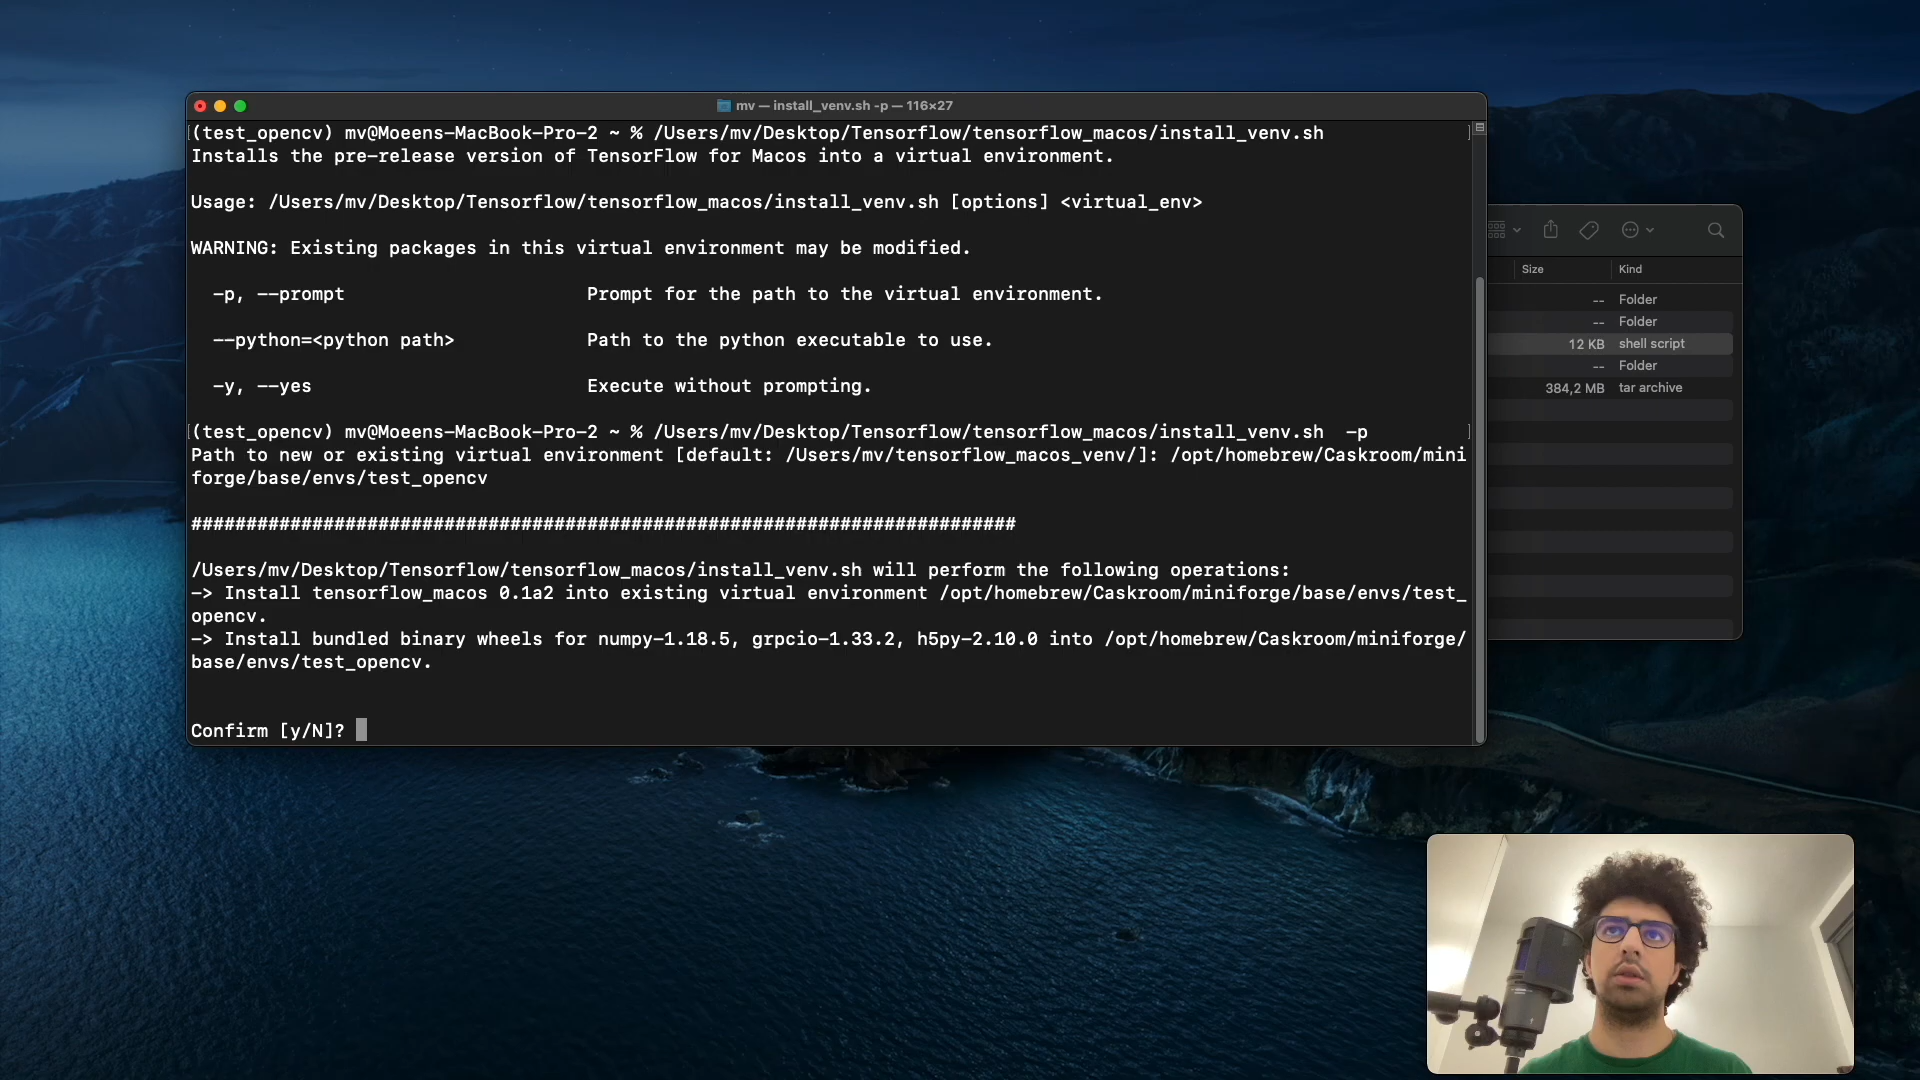 mv — install_venv.sh -p — 116×27
(test_opencv) mv@Moeens-MacBook-Pro-2 ~ % /Users/mv/Desktop/Tensorflow/tensorflow_macos/install_venv.sh
Installs the pre-release version of TensorFlow for Macos into a virtual environment.
Usage: /Users/mv/Desktop/Tensorflow/tensorflow_macos/install_venv.sh [options] <virtual_env>
WARNING: Existing packages in this virtual environment may be modified.
-p, --prompt Prompt for the path to the virtual environment.
--python=<python path> Path to the python executable to use.
-y, --yes Execute without prompting.
(test_opencv) mv@Moeens-MacBook-Pro-2 ~ % /Users/mv/Desktop/Tensorflow/tensorflow_macos/install_venv.sh  -p
Path to new or existing virtual environment [default: /Users/mv/tensorflow_macos_venv/]: /opt/homebrew/Caskroom/mini
forge/base/envs/test_opencv
###########################################################################
/Users/mv/Desktop/Tensorflow/tensorflow_macos/install_venv.sh will perform the following operations:
-> Install tensorflow_macos 0.1a2 into existing virtual environment /opt/homebrew/Caskroom/miniforge/base/envs/test_
opencv.
-> Install bundled binary wheels for numpy-1.18.5, grpcio-1.33.2, h5py-2.10.0 into /opt/homebrew/Caskroom/miniforge/
base/envs/test_opencv.
Confirm [y/N]?
Size Kind
-- Folder
-- Folder
12 KB shell script
-- Folder
384,2 MB tar archive